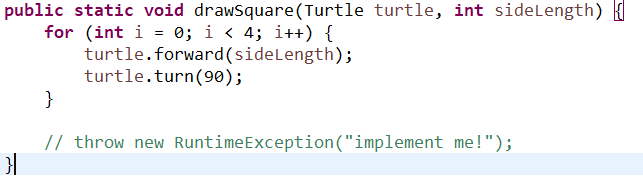 public static void drawSquare(Turtle turtle, int sideLength) {
    for (int i = 0; i < 4; i++) {
        turtle.forward(sideLength);
        turtle.turn(90);
    }

    // throw new RuntimeException("implement me!");
}